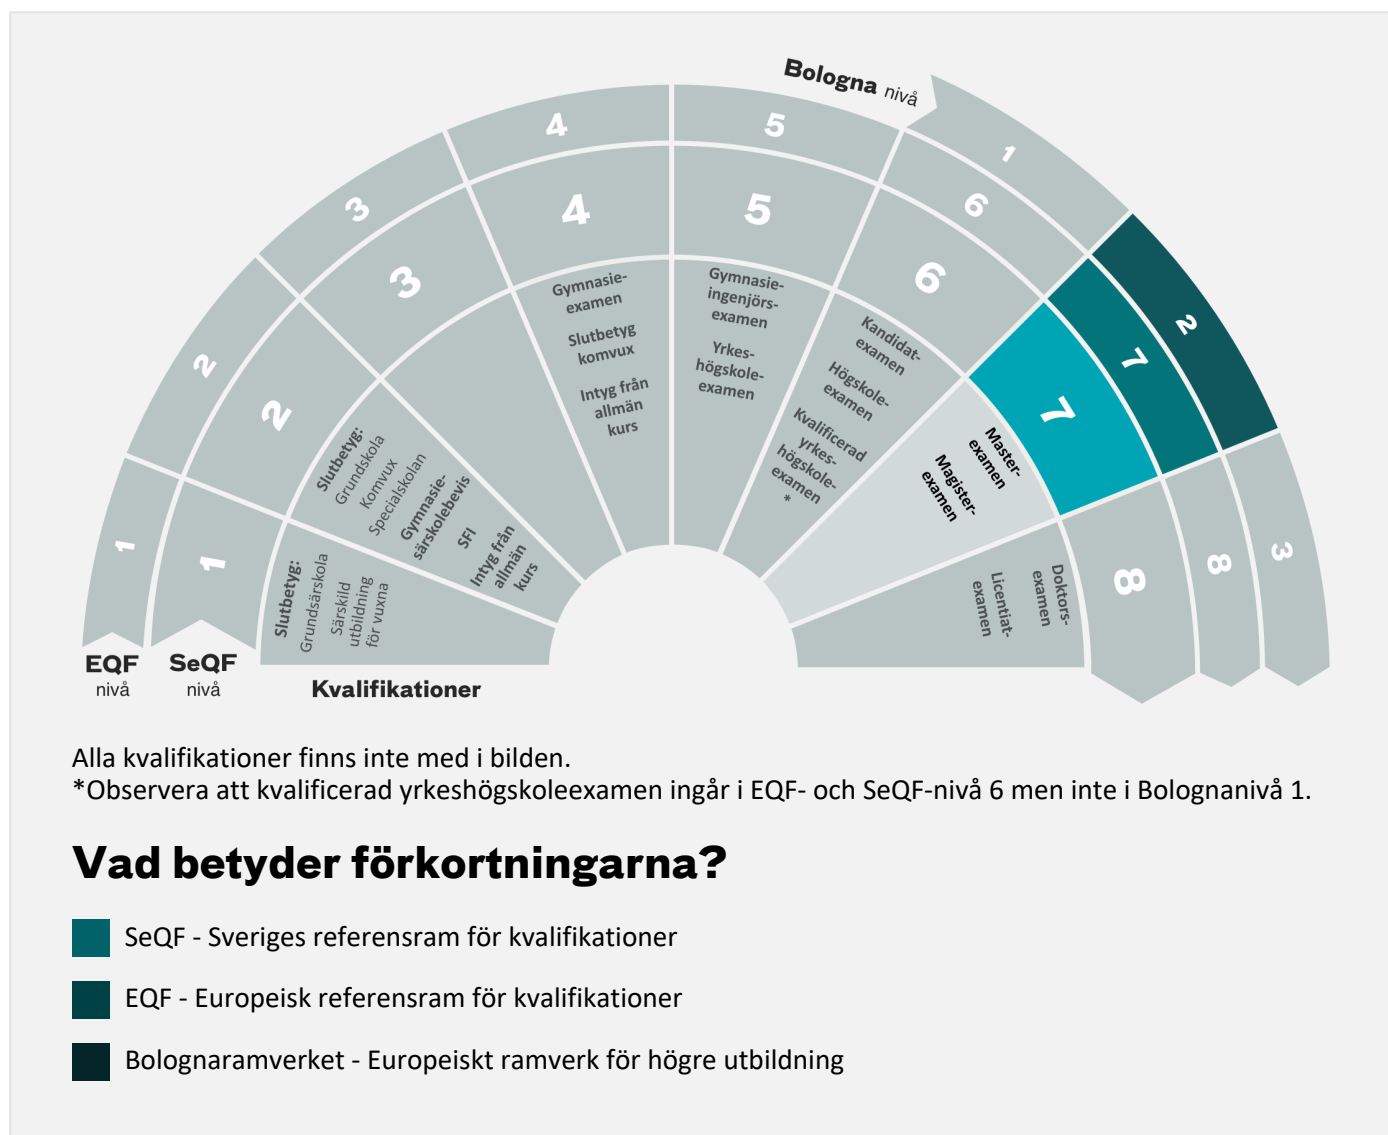 Bologna nivå
1
2
3
1
2
3
4
5
6
7
8
1
2
3
4
5
6
7
8
Slutbetyg:
Grundsärskola
Särskild
utbildning
för vuxna
Slutbetyg:
Grundskola
Komvux
Specialskolan
Gymnasie-
särskolebevis
SFI
Intyg från
allmän
kurs
Gymnasie-
examen
Slutbetyg
komvux
Intyg från
allmän
kurs
Gymnasie-
ingenjörs-
examen
Yrkes-
högskole-
examen
Kandidat-
examen
Högskole-
examen
Kvalificerad
yrkes-
högskole-
examen
*
Master-
examen
Magister-
examen
Doktors-
examen
Licentiat-
examen
EQF
nivå
SeQF
nivå
Kvalifikationer
Alla kvalifikationer finns inte med i bilden.
*Observera att kvalificerad yrkeshögskoleexamen ingår i EQF- och SeQF-nivå 6 men inte i Bolognanivå 1.
Vad betyder förkortningarna?
SeQF - Sveriges referensram för kvalifikationer
EQF - Europeisk referensram för kvalifikationer
Bolognaramverket - Europeiskt ramverk för högre utbildning